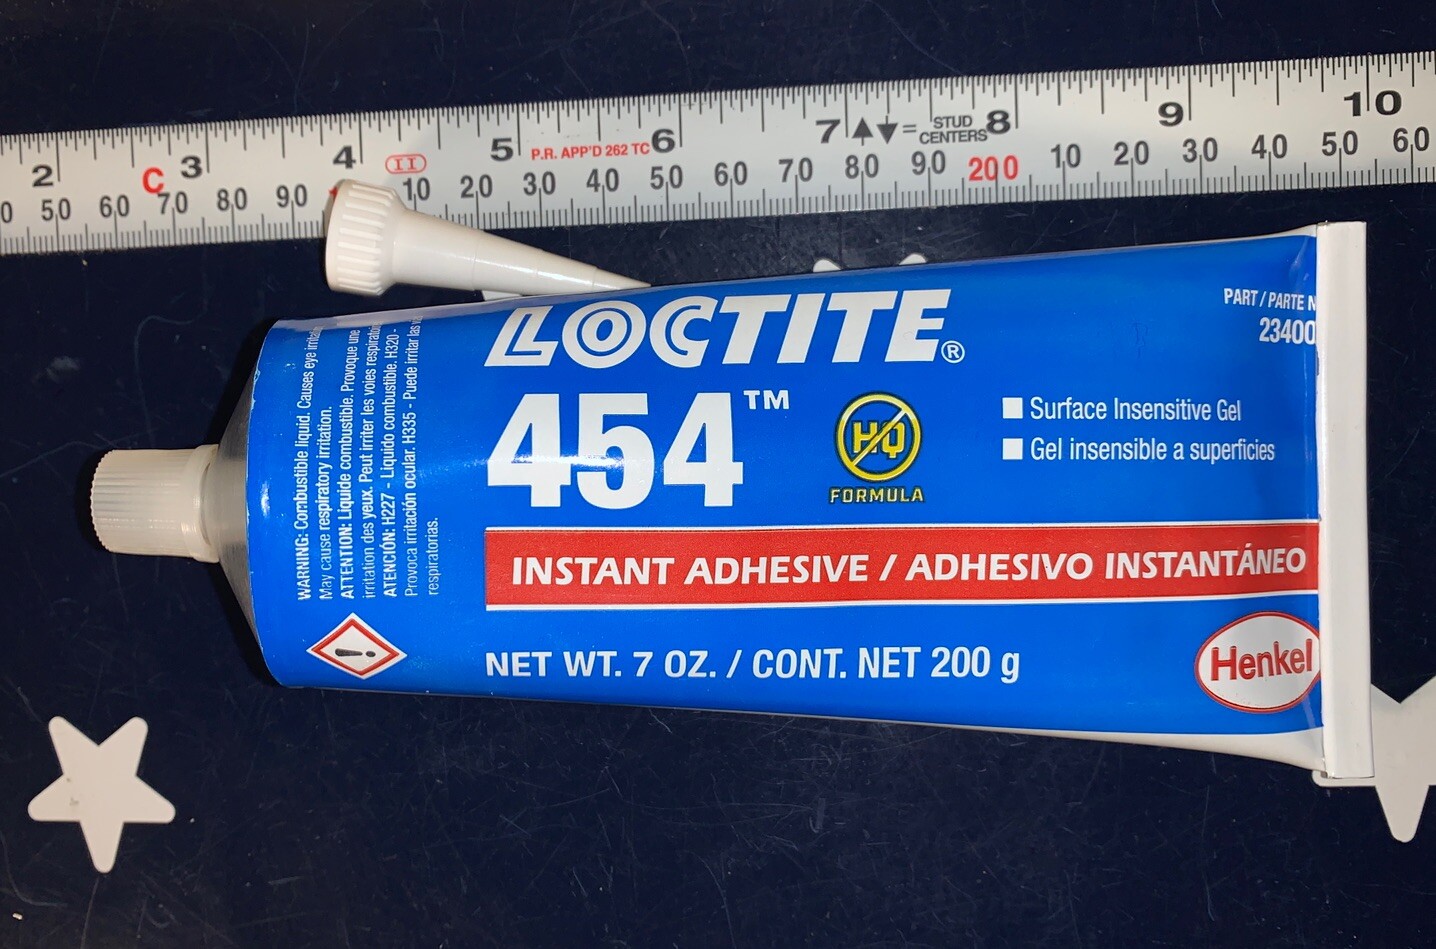 2 3 4 5 6 7 8 9 10
C II P.R. APP'D 262 TC = STUD
CENTERS
0 50 60 70 80 90 10 20 30 40 50 60 70 80 90 200 10 20 30 40 50 60
LOCTITE®
454™
HQ
FORMULA
PART / PARTE N
23400
Surface Insensitive Gel
Gel insensible a superficies
INSTANT ADHESIVE / ADHESIVO INSTANTÁNEO
NET WT. 7 OZ. / CONT. NET 200 g
Henkel
WARNING: Combustible liquid. Causes eye
May cause respiratory irritation.
ATTENTION: Liquide combustible. Provoque une
irritation des yeux. Peut irriter les voies
ATENCIÓN: H227 - Líquido combustible. H320 -
Provoca irritación ocular. H335 - Puede irritar las
respiratorias.